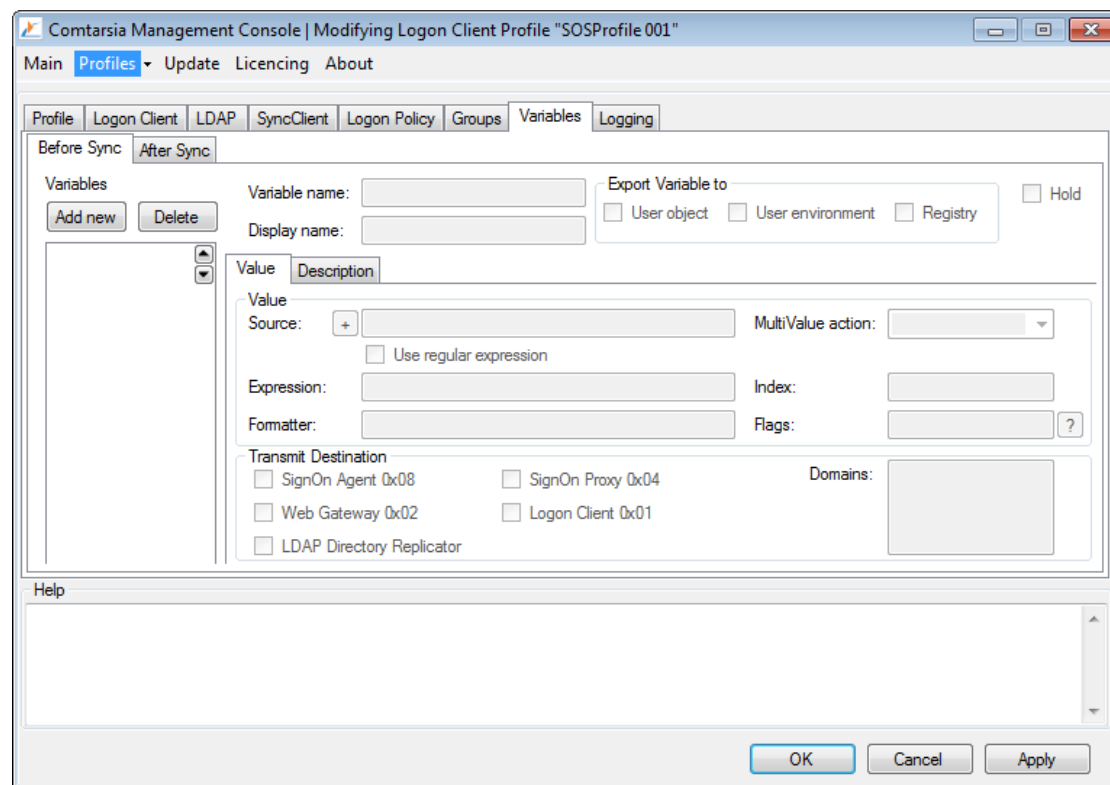 Comtarsia Management Console | Modifying Logon Client Profile "SOSProfile001"
Main Profiles Update Licencing About
Profile Logon Client LDAP SyncClient Logon Policy Groups Variables Logging
Before Sync After Sync
Variables
Add new Delete
Variable name:
Display name:
Export Variable to
User object User environment Registry
Hold
Value Description
Value
Source: + MultiValue action:
Use regular expression
Expression: Index:
Formatter: Flags: ?
Transmit Destination
SignOn Agent 0x08 SignOn Proxy 0x04 Domains:
Web Gateway 0x02 Logon Client 0x01
LDAP Directory Replicator
Help
OK Cancel Apply